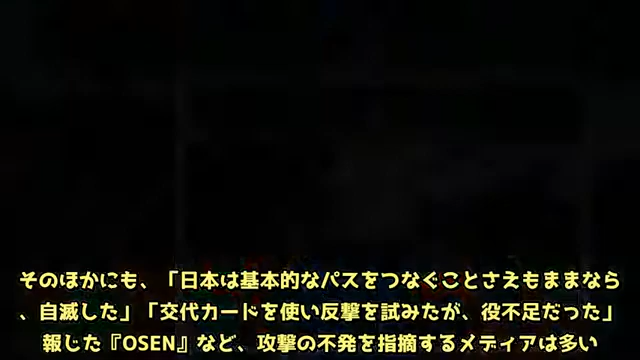 そのほかにも、「日本は基本的なパスをつなぐことさえもままなら
、自滅した」「交代カードを使い反撃を試みたが、役不足だった」
報じた『OSEN』など、攻撃の不発を指摘するメディアは多い